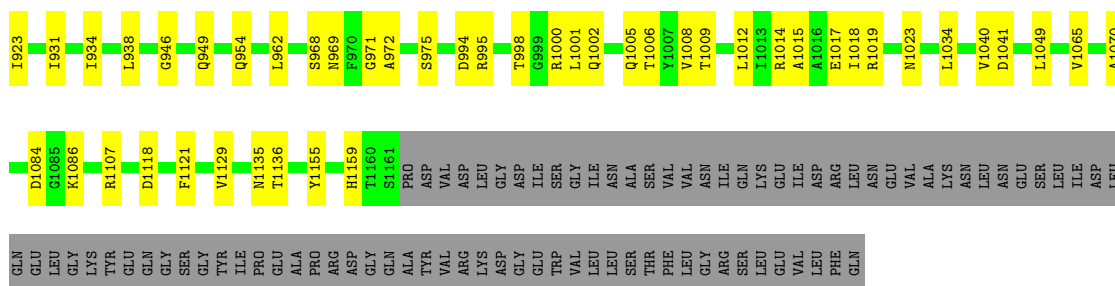 I923 I931 I934 L938 G946 Q949 Q954 L962 S968 N969 F970 G971 A972 S975 D994 R995 T998 G999 R1000 L1001 Q1002 Q1005 T1006 Y1007 V1008 T1009 L1012 I1013 R1014 A1015 A1016 E1017 I1018 R1019 N1023 L1034 V1040 D1041 L1049 V1065 A1070
D1084 G1085 K1086 R1107 D1118 F1121 V1129 N1135 T1136 Y1155 H1159 T1160 S1161 PRO ASP VAL ASP LEU GLY ASP ILE SER GLY ILE ASN ALA SER VAL VAL ASN ILE GLN LYS GLU ILE ASP ARG LEU ASN GLU VAL ALA LYS ASN LEU ASN GLU SER LEU ILE ASP LEU
GLN GLU LEU GLY LYS TYR GLU GLN GLY SER GLY TYR ILE PRO GLU ALA PRO ARG ASP GLY GLN ALA TYR VAL ARG LYS ASP GLY GLU TRP VAL LEU LEU SER THR PHE LEU GLY ARG SER LEU GLU VAL LEU PHE GLN